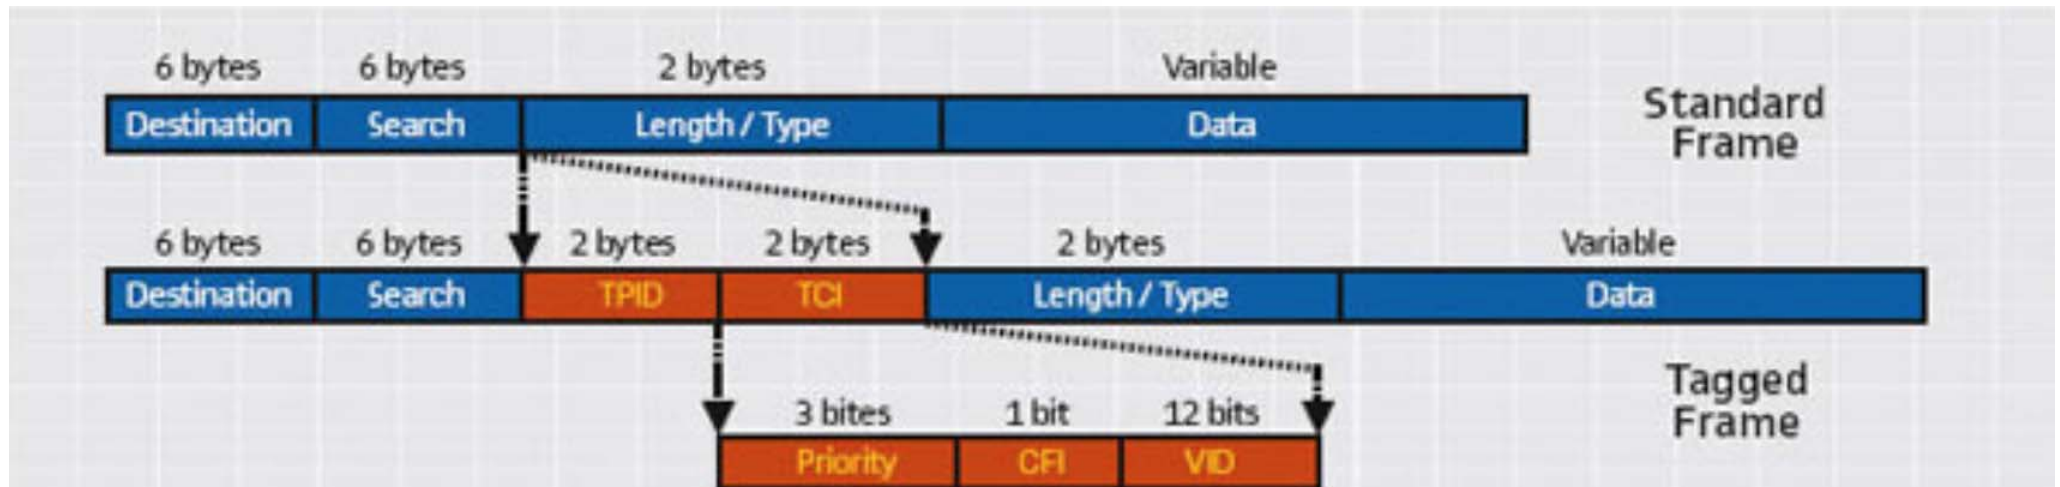 6 bytes 6 bytes 2 bytes Variable
Destination Search Length / Type Data
Standard
Frame
6 bytes 6 bytes 2 bytes 2 bytes 2 bytes Variable
Destination Search TPID TCI Length / Type Data
Tagged
Frame
3 bites 1 bit 12 bits
Priority CFI VID